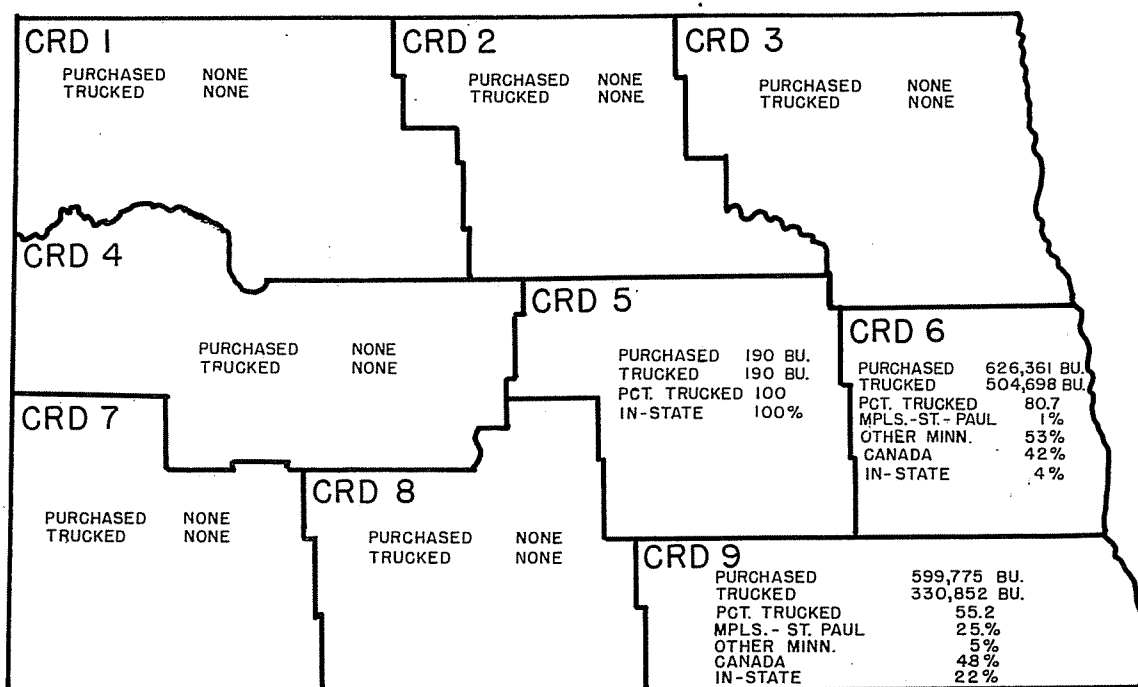 CRD 1
PURCHASED NONE
TRUCKED NONE
CRD 2
PURCHASED NONE
TRUCKED NONE
CRD 3
PURCHASED NONE
TRUCKED NONE
CRD 4
PURCHASED NONE
TRUCKED NONE
CRD 5
PURCHASED 190 BU.
TRUCKED 190 BU.
PCT. TRUCKED 100
IN-STATE 100%
CRD 6
PURCHASED 626,361 BU.
TRUCKED 504,698 BU.
PCT. TRUCKED 80.7
MPLS.-ST.-PAUL 1%
OTHER MINN. 53%
CANADA 42%
IN-STATE 4%
CRD 7
PURCHASED NONE
TRUCKED NONE
CRD 8
PURCHASED NONE
TRUCKED NONE
CRD 9
PURCHASED 599,775 BU.
TRUCKED 330,852 BU.
PCT. TRUCKED 55.2
MPLS.- ST. PAUL 25.%
OTHER MINN. 5%
CANADA 48%
IN-STATE 22%